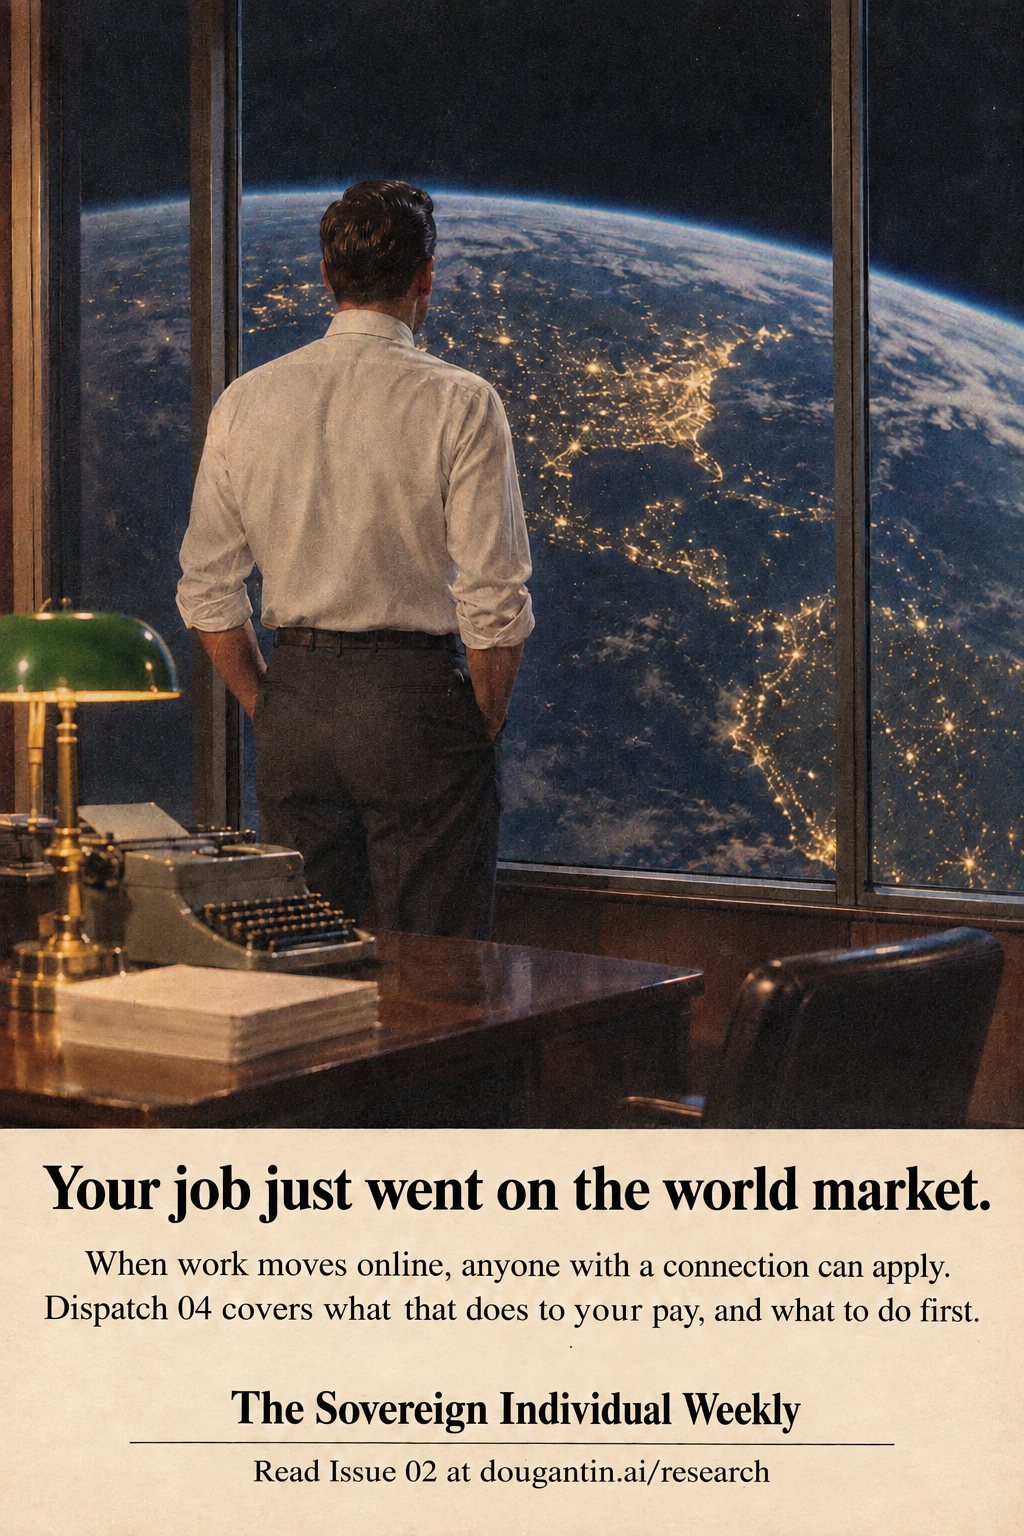 Your job just went on the world market.
When work moves online, anyone with a connection can apply.
Dispatch 04 covers what that does to your pay, and what to do first.
The Sovereign Individual Weekly
Read Issue 02 at dougantin.ai/research